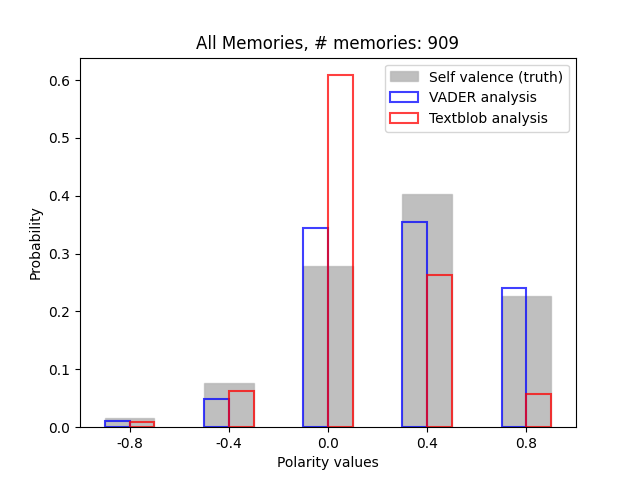 All Memories, # memories: 909
Self valence (truth)
VADER analysis
Textblob analysis
Probability
0.6
0.5
0.4
0.3
0.2
0.1
0.0
-0.8 -0.4 0.0 0.4 0.8
Polarity values